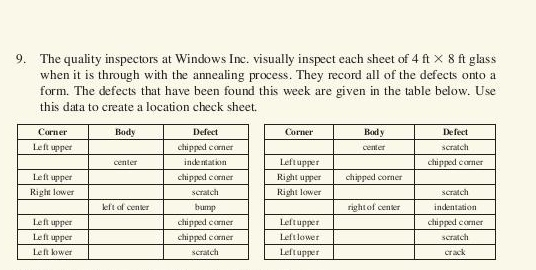 9. The quality inspectors at Windows Inc. visually inspect each sheet of 4 ft × 8 ft glass
when it is through with the annealing process. They record all of the defects onto a
form. The defects that have been found this week are given in the table below. Use
this data to create a location check sheet.
Corner Body Defect
Left upper chipped corner
center indentation
Left upper chipped corner
Right lower scratch
left of center bump
Left upper chipped corner
Left upper chipped corner
Left lower scratch
Corner Body Defect
center scratch
Left upper chipped corner
Right upper chipped corner
Right lower scratch
right of center indentation
Left upper chipped corner
Left lower scratch
Left upper crack